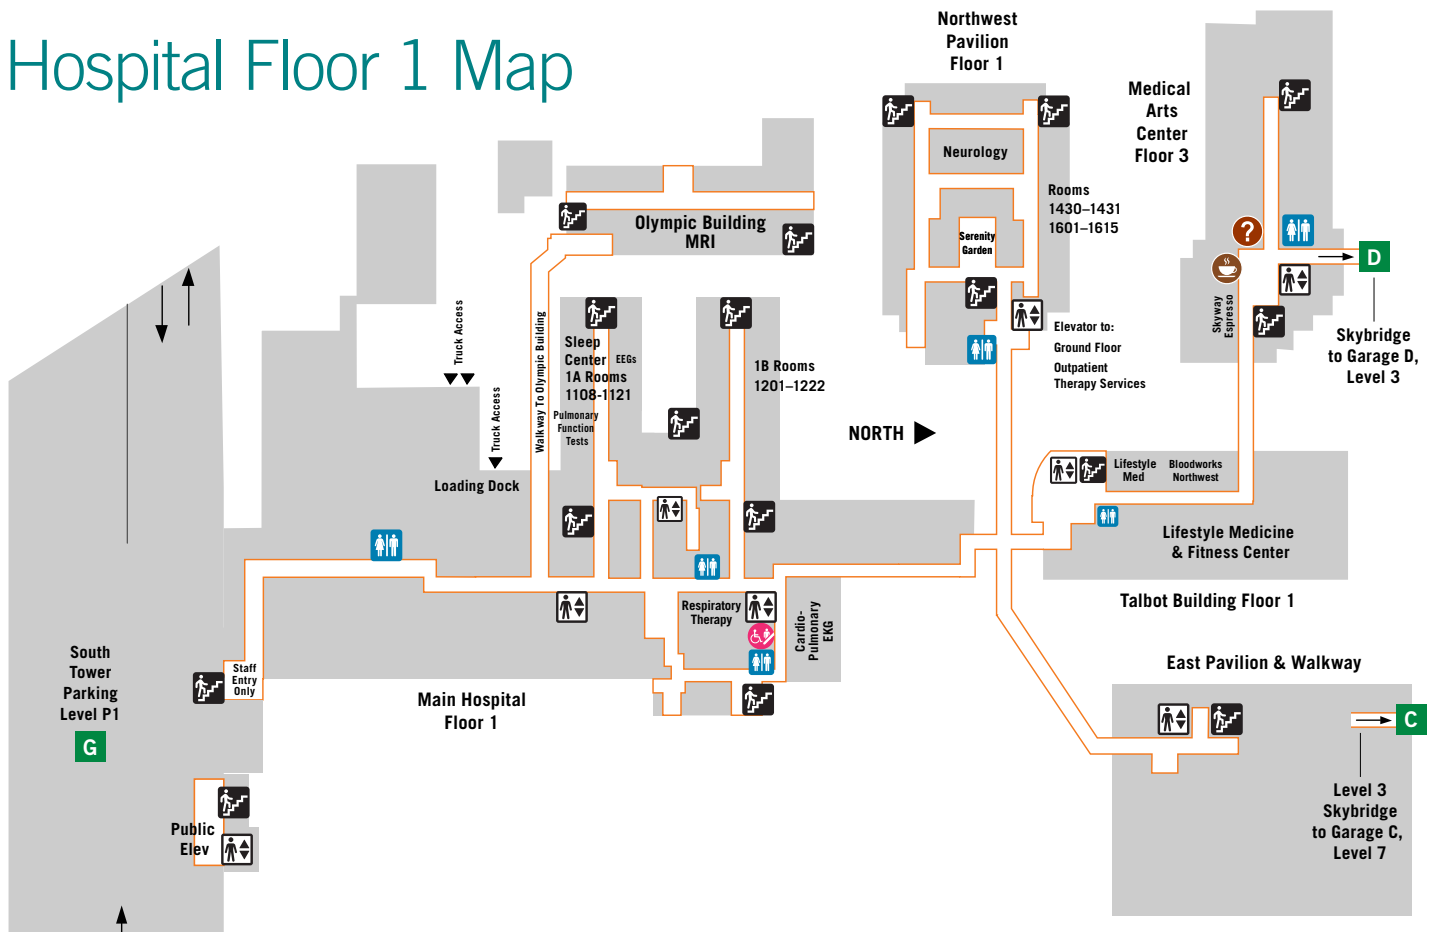 Hospital Floor 1 Map
Northwest
Pavilion
Floor 1
Medical
Arts
Center
Floor 3
Neurology
Rooms
1430–1431
1601–1615
Serenity
Garden
Olympic Building
MRI
?
D
Skyway
Espresso
Skybridge
to Garage D,
Level 3
Elevator to:
Ground Floor
Outpatient
Therapy Services
Truck Access
Truck Access
Walkway To Olympic Building
Sleep
Center
EEGs
1A Rooms
1108-1121
Pulmonary
Function
Tests
1B Rooms
1201–1222
NORTH
Loading Dock
Lifestyle
Med
Bloodworks
Northwest
Lifestyle Medicine
& Fitness Center
Talbot Building Floor 1
Respiratory
Therapy
Cardio-
Pulmonary
EKG
South
Tower
Parking
Level P1
G
Staff
Entry
Only
Main Hospital
Floor 1
East Pavilion & Walkway
C
Level 3
Skybridge
to Garage C,
Level 7
Public
Elev